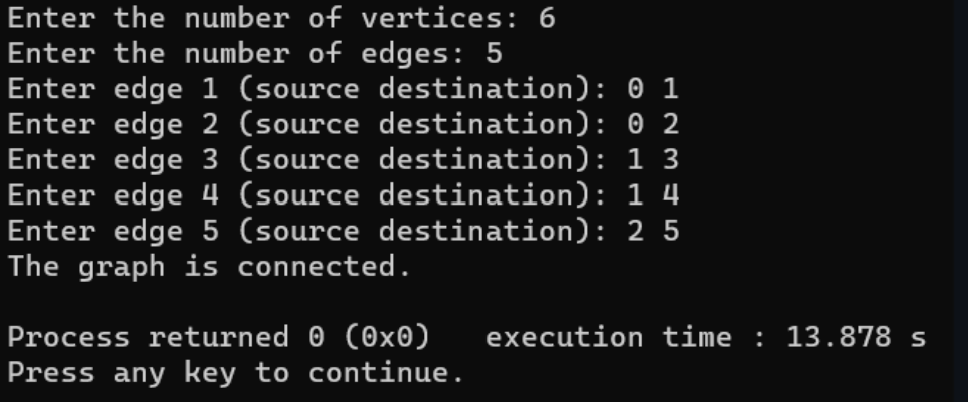 Enter the number of vertices: 6
Enter the number of edges: 5
Enter edge 1 (source destination): 0 1
Enter edge 2 (source destination): 0 2
Enter edge 3 (source destination): 1 3
Enter edge 4 (source destination): 1 4
Enter edge 5 (source destination): 2 5
The graph is connected.
Process returned 0 (0x0)   execution time : 13.878 s
Press any key to continue.